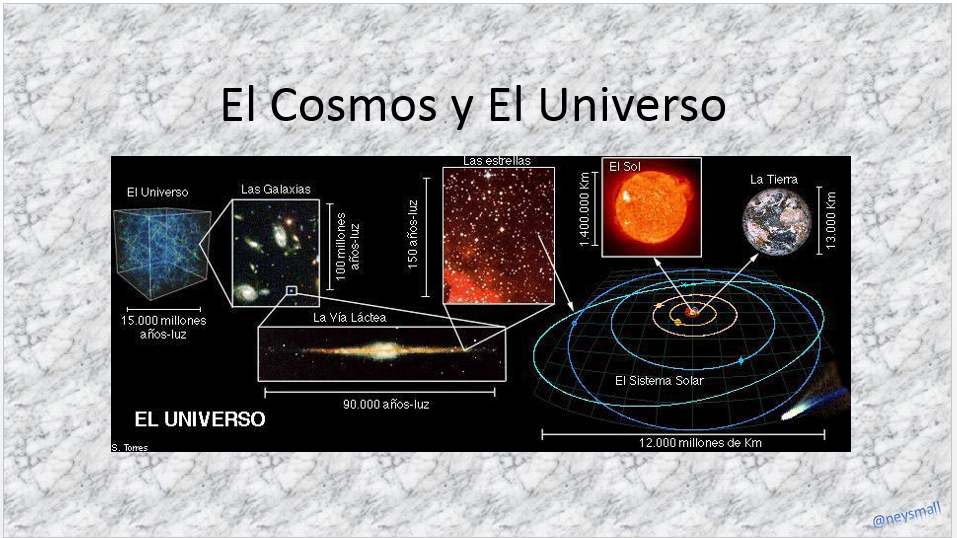 El Cosmos y El Universo
El Universo
15.000 millones
años-luz
Las Galaxias
100 millones
años-luz
La Vía Láctea
90.000 años-luz
Las estrellas
150 años-luz
El Sol
1.400.000 Km
La Tierra
13.000 Km
El Sistema Solar
12.000 millones de Km
EL UNIVERSO
S. Torres
@neysmall